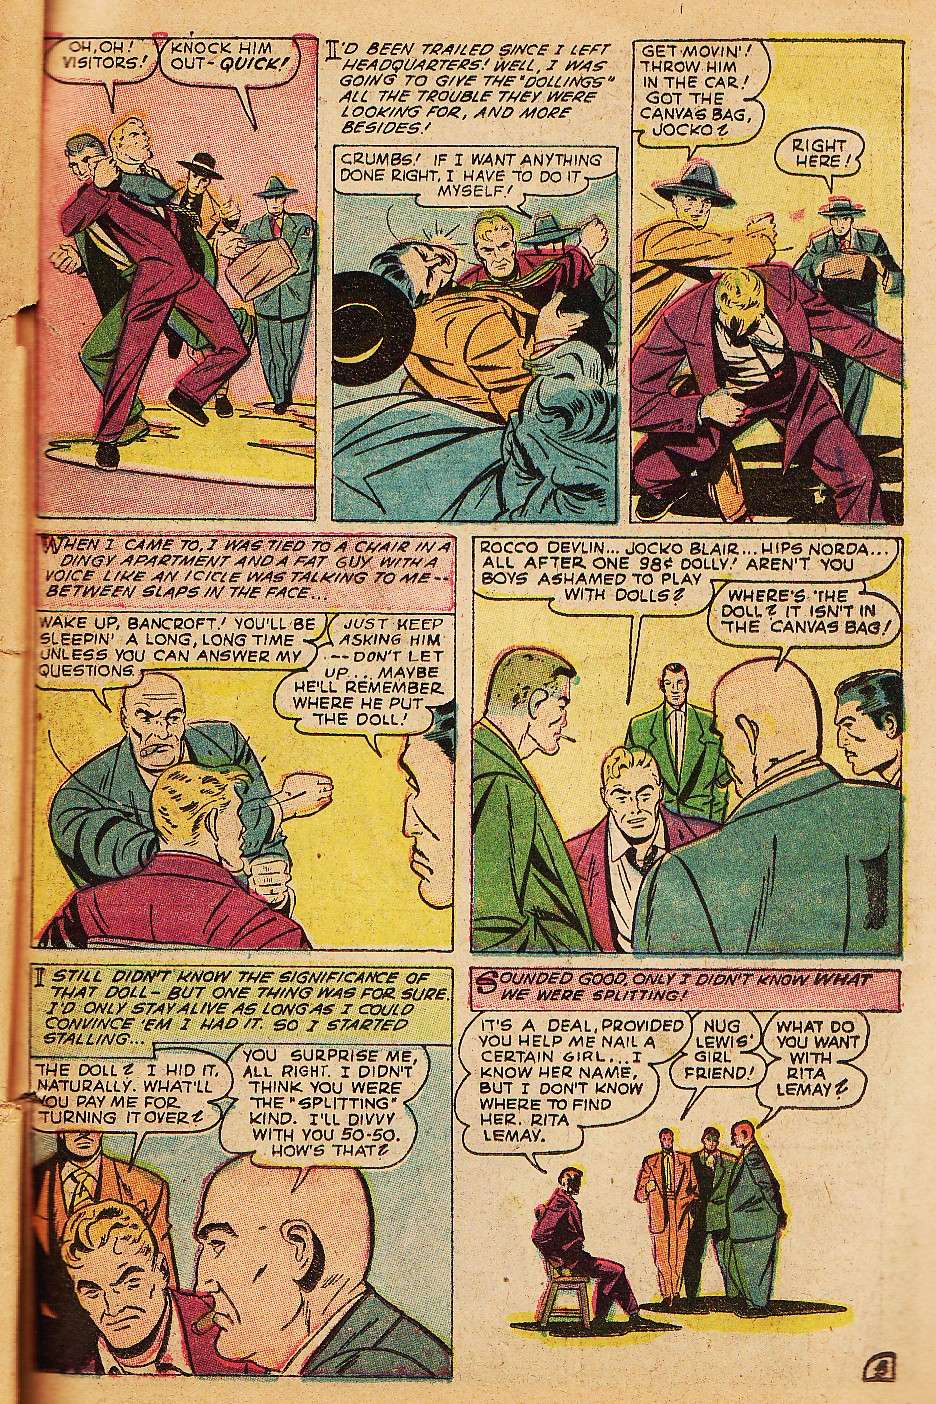 OH, OH!
VISITORS!
KNOCK HIM
OUT- QUICK!
I'D BEEN TRAILED SINCE I LEFT
HEADQUARTERS! WELL, I WAS
GOING TO GIVE THE "DOLLINGS"
ALL THE TROUBLE THEY WERE
LOOKING FOR, AND MORE
BESIDES!
CRUMBS! IF I WANT ANYTHING
DONE RIGHT, I HAVE TO DO IT
MYSELF!
GET MOVIN'!
THROW HIM
IN THE CAR!
GOT THE
CANVAS BAG,
JOCKO?
RIGHT
HERE!
WHEN I CAME TO, I WAS TIED TO A CHAIR IN A
DINGY APARTMENT AND A FAT GUY WITH A
VOICE LIKE AN ICICLE WAS TALKING TO ME--
BETWEEN SLAPS IN THE FACE...
WAKE UP, BANCROFT! YOU'LL BE
SLEEPIN' A LONG, LONG TIME
UNLESS YOU CAN ANSWER MY
QUESTIONS.
JUST KEEP
ASKING HIM
--DON'T LET
UP... MAYBE
HE'LL REMEMBER
WHERE HE PUT
THE DOLL!
ROCCO DEVLIN... JOCKO BLAIR... HIPS NORDA...
ALL AFTER ONE 98¢ DOLLY! AREN'T YOU
BOYS ASHAMED TO PLAY
WITH DOLLS?
WHERE'S THE
DOLL? IT ISN'T IN
THE CANVAS BAG!
I STILL DIDN'T KNOW THE SIGNIFICANCE OF
THAT DOLL- BUT ONE THING WAS FOR SURE.
I'D ONLY STAY ALIVE AS LONG AS I COULD
CONVINCE 'EM I HAD IT. SO I STARTED
STALLING...
THE DOLL? I HID IT,
NATURALLY. WHAT'LL
YOU PAY ME FOR
TURNING IT OVER?
YOU SURPRISE ME,
ALL RIGHT. I DIDN'T
THINK YOU WERE
THE "SPLITTING"
KIND. I'LL DIVVY
WITH YOU 50-50.
HOW'S THAT?
SOUNDED GOOD, ONLY I DIDN'T KNOW WHAT
WE WERE SPLITTING!
IT'S A DEAL, PROVIDED
YOU HELP ME NAIL A
CERTAIN GIRL... I
KNOW HER NAME,
BUT I DON'T KNOW
WHERE TO FIND
HER. RITA
LEMAY.
NUG
LEWIS'
GIRL
FRIEND!
WHAT DO
YOU WANT
WITH
RITA
LEMAY?